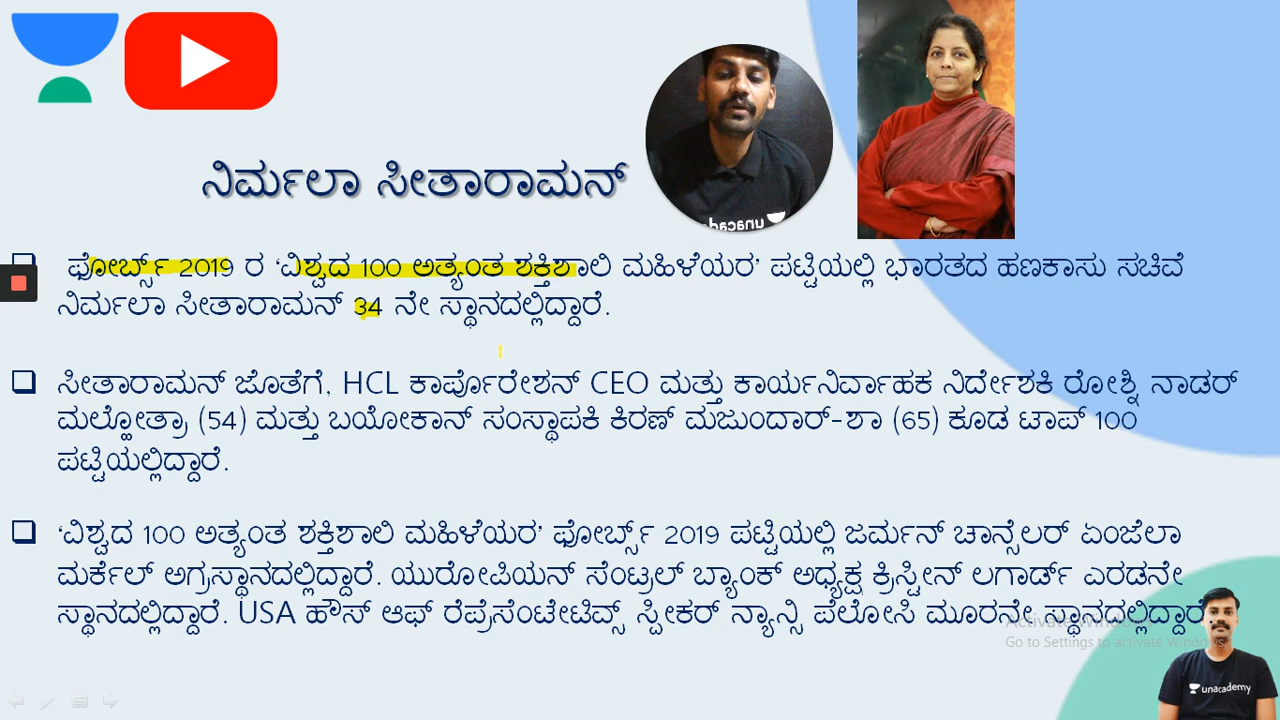 ನಿರ್ಮಲಾ ಸೀತಾರಾಮನ್
ಫೋರ್ಬ್ಸ್ 2019 ರ ‘ವಿಶ್ವದ 100 ಅತ್ಯಂತ ಶಕ್ತಿಶಾಲಿ ಮಹಿಳೆಯರ’ ಪಟ್ಟಿಯಲ್ಲಿ ಭಾರತದ ಹಣಕಾಸು ಸಚಿವೆ
ನಿರ್ಮಲಾ ಸೀತಾರಾಮನ್ 34 ನೇ ಸ್ಥಾನದಲ್ಲಿದ್ದಾರೆ.
ಸೀತಾರಾಮನ್ ಜೊತೆಗೆ, HCL ಕಾರ್ಪೊರೇಶನ್ CEO ಮತ್ತು ಕಾರ್ಯನಿರ್ವಾಹಕ ನಿರ್ದೇಶಕಿ ರೋಶ್ನಿ ನಾಡರ್
ಮಲ್ಹೋತ್ರಾ (54) ಮತ್ತು ಬಯೋಕಾನ್ ಸಂಸ್ಥಾಪಕಿ ಕಿರಣ್ ಮಜುಂದಾರ್-ಶಾ (65) ಕೂಡ ಟಾಪ್ 100
ಪಟ್ಟಿಯಲ್ಲಿದ್ದಾರೆ.
‘ವಿಶ್ವದ 100 ಅತ್ಯಂತ ಶಕ್ತಿಶಾಲಿ ಮಹಿಳೆಯರ’ ಫೋರ್ಬ್ಸ್ 2019 ಪಟ್ಟಿಯಲ್ಲಿ ಜರ್ಮನ್ ಚಾನ್ಸೆಲರ್ ಏಂಜೆಲಾ
ಮರ್ಕೆಲ್ ಅಗ್ರಸ್ಥಾನದಲ್ಲಿದ್ದಾರೆ. ಯುರೋಪಿಯನ್ ಸೆಂಟ್ರಲ್ ಬ್ಯಾಂಕ್ ಅಧ್ಯಕ್ಷ ಕ್ರಿಸ್ಟೀನ್ ಲಗಾರ್ಡ್ ಎರಡನೇ
ಸ್ಥಾನದಲ್ಲಿದ್ದಾರೆ. USA ಹೌಸ್ ಆಫ್ ರೆಪ್ರೆಸೆಂಟೇಟಿವ್ಸ್ ಸ್ಪೀಕರ್ ನ್ಯಾನ್ಸಿ ಪೆಲೋಸಿ ಮೂರನೇ ಸ್ಥಾನದಲ್ಲಿದ್ದಾರೆ.
Activate Windows
Go to Settings to activate Windows.
unacademy